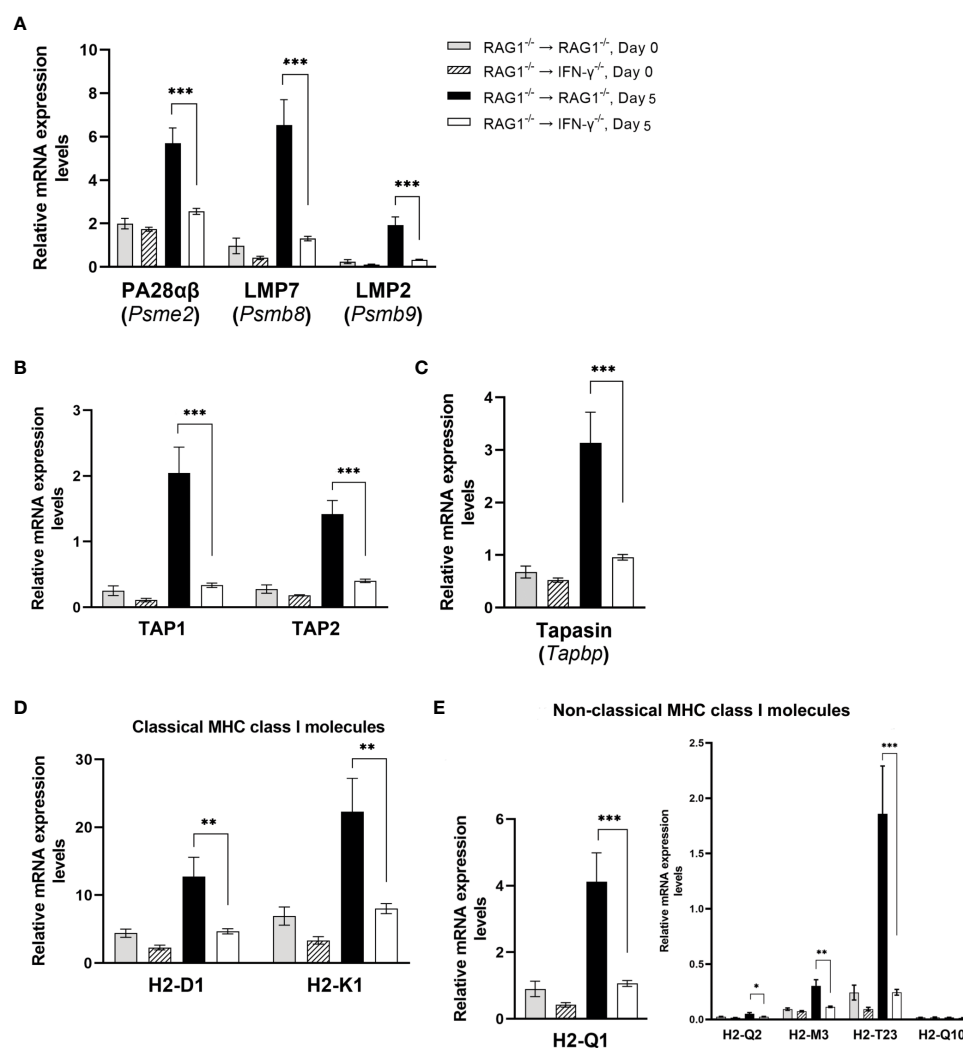 A
Relative mRNA expression
levels
10
8
6
4
2
0
***
***
***
PA28αβ
(Psme2)
LMP7
(Psmb8)
LMP2
(Psmb9)
RAG1-/- → RAG1-/-, Day 0
RAG1-/- → IFN-γ-/-, Day 0
RAG1-/- → RAG1-/-, Day 5
RAG1-/- → IFN-γ-/-, Day 5
B
Relative mRNA expression
levels
3
2
1
0
***
***
TAP1
TAP2
C
Relative mRNA expression
levels
4
3
2
1
0
***
Tapasin
(Tapbp)
D
Classical MHC class I molecules
Relative mRNA expression
levels
30
20
10
0
**
**
H2-D1
H2-K1
E
Non-classical MHC class I molecules
Relative mRNA expression
levels
6
4
2
0
***
H2-Q1
Relative mRNA expression
levels
2.5
2.0
1.5
1.0
0.5
0.0
*
**
***
H2-Q2
H2-M3
H2-T23
H2-Q10